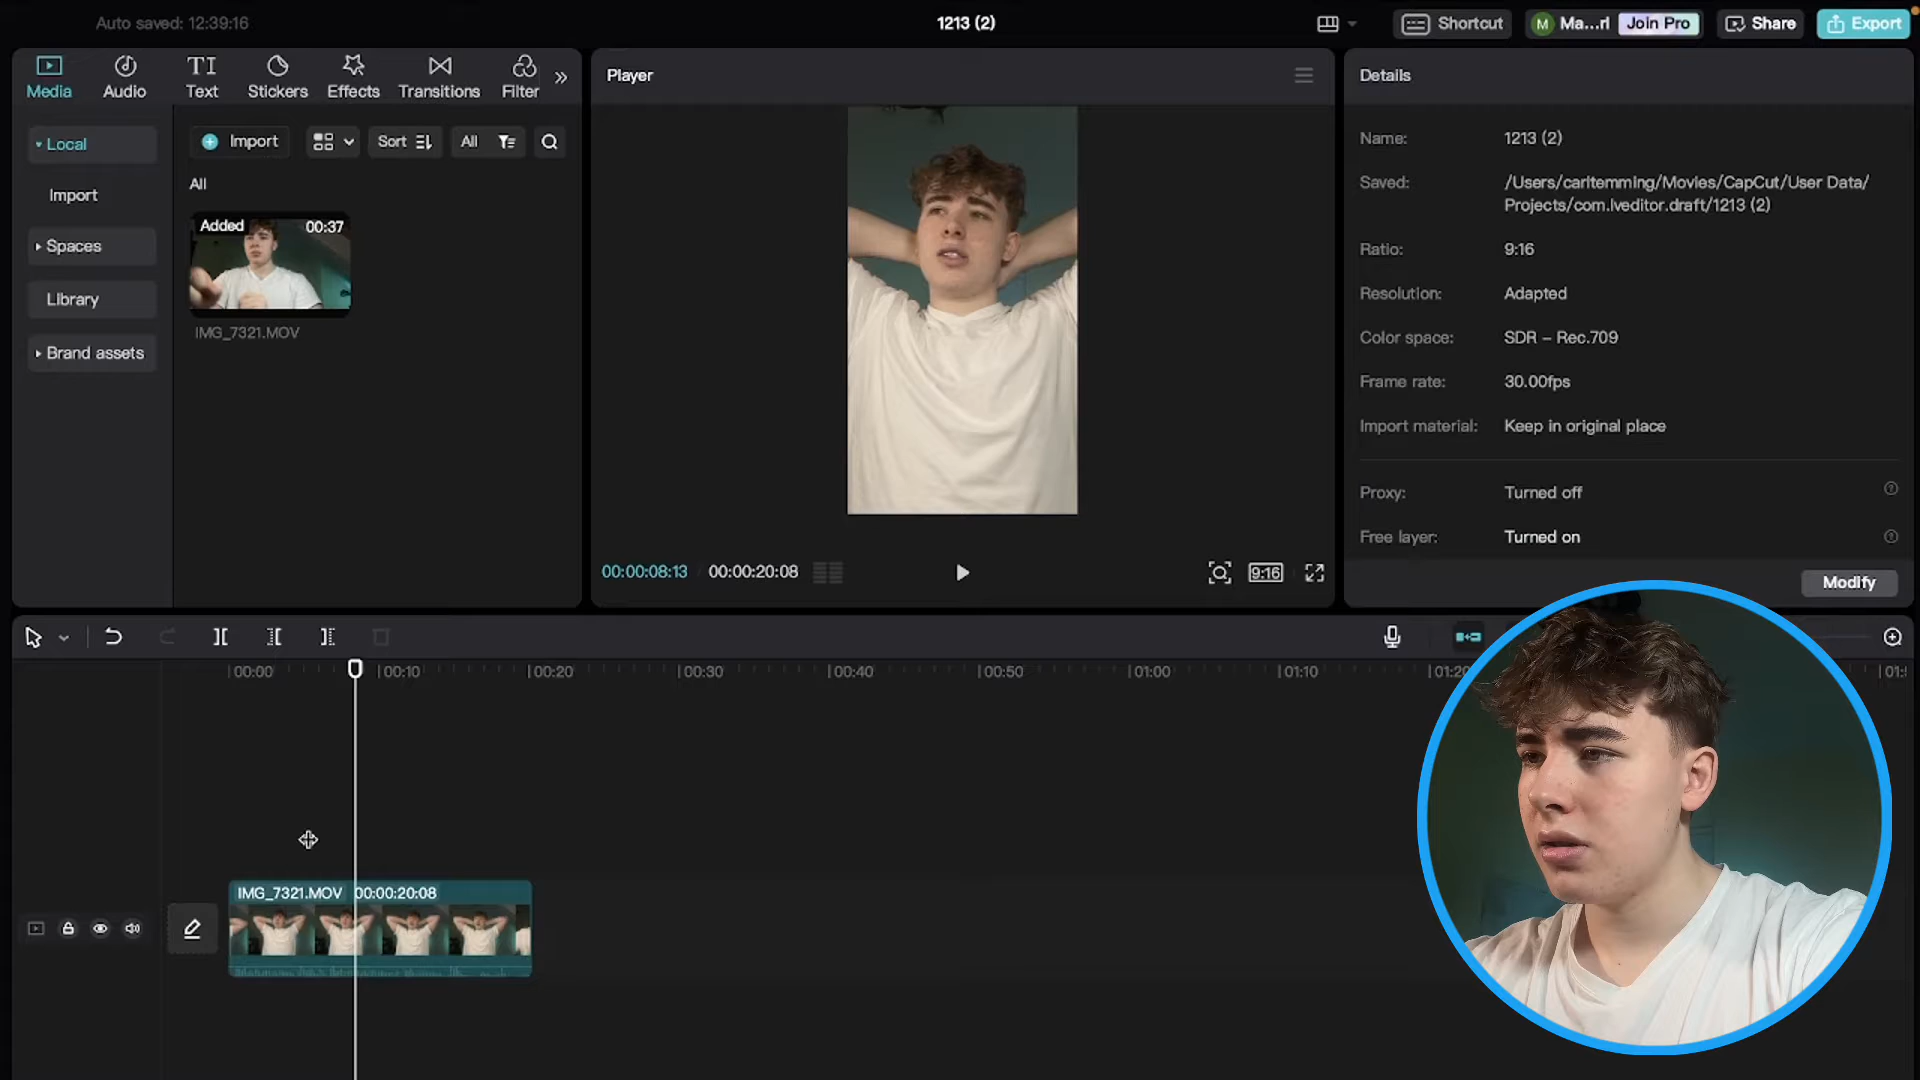 Auto saved: 12:39:16
1213 (2)
Shortcut
M Ma...rl Join Pro
Share
Export
Media
Audio
TI Text
Stickers
Effects
Transitions
Filter
Local
Import
Spaces
Library
Brand assets
Import
Sort
All
All
Added 00:37
IMG_7321.MOV
Player
00:00:08:13 00:00:20:08
9:16
Details
Name: 1213 (2)
Saved: /Users/carltemming/Movies/CapCut/User Data/
Projects/com.lveditor.draft/1213 (2)
Ratio: 9:16
Resolution: Adapted
Color space: SDR – Rec.709
Frame rate: 30.00fps
Import material: Keep in original place
Proxy: Turned off
Free layer: Turned on
Modify
00:00 00:10 00:20 00:30 00:40 00:50 01:00 01:10 01:20
IMG_7321.MOV 00:00:20:08